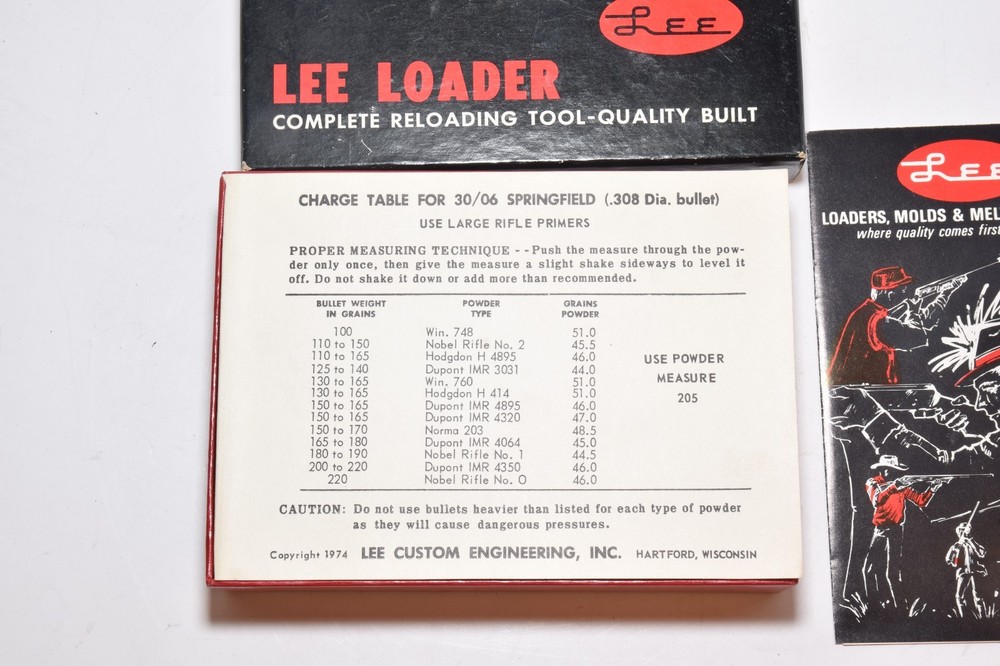 Lee
LEE LOADER
COMPLETE RELOADING TOOL-QUALITY BUILT
CHARGE TABLE FOR 30/06 SPRINGFIELD (.308 Dia. bullet)
USE LARGE RIFLE PRIMERS
PROPER MEASURING TECHNIQUE - - Push the measure through the pow-
der only once, then give the measure a slight shake sideways to level it
off. Do not shake it down or add more than recommended.
BULLET WEIGHT IN GRAINS POWDER TYPE GRAINS POWDER
100 Win. 748 51.0
110 to 150 Nobel Rifle No. 2 45.5
110 to 165 Hodgdon H 4895 46.0
125 to 140 Dupont IMR 3031 44.0
130 to 165 Win. 760 51.0
130 to 165 Hodgdon H 414 51.0
150 to 165 Dupont IMR 4895 46.0
150 to 165 Dupont IMR 4320 47.0
150 to 170 Norma 203 48.5
165 to 180 Dupont IMR 4064 45.0
180 to 190 Nobel Rifle No. 1 44.5
200 to 220 Dupont IMR 4350 46.0
220 Nobel Rifle No. O 46.0
USE POWDER
MEASURE
205
CAUTION: Do not use bullets heavier than listed for each type of powder
as they will cause dangerous pressures.
Copyright 1974 LEE CUSTOM ENGINEERING, INC. HARTFORD, WISCONSIN
Lee
LOADERS, MOLDS & MEL
where quality comes first